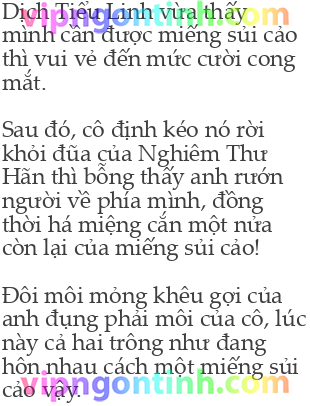 Dịch Tiểu Linh vừa thấy
mình cắn được miếng sủi cảo
thì vui vẻ đến mức cười cong
mắt.
Sau đó, cô định kéo nó rời
khỏi đũa của Nghiêm Thư
Hãn thì bỗng thấy anh rướn
người về phía mình, đồng
thời há miệng cắn một nửa
còn lại của miếng sủi cảo!
Đôi môi mỏng khêu gợi của
anh đụng phải môi của cô, lúc
này cả hai trông như đang
hôn nhau cách một miếng sủi
cảo vậy.
vipngontinh.com
vipngontinh.com